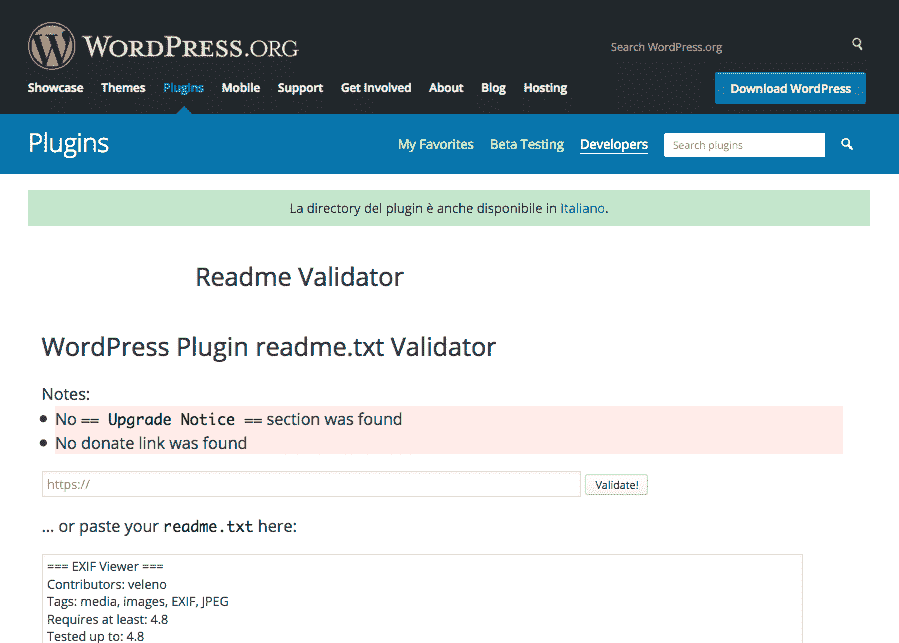 WORDPRESS.ORG
Search WordPress.org
Showcase Themes Plugins Mobile Support Get Involved About Blog Hosting
Download WordPress
Plugins
My Favorites Beta Testing Developers
Search plugins
La directory del plugin è anche disponibile in Italiano.
Readme Validator
WordPress Plugin readme.txt Validator
Notes:
No == Upgrade Notice == section was found
No donate link was found
https://
Validate!
... or paste your readme.txt here:
=== EXIF Viewer ===
Contributors: veleno
Tags: media, images, EXIF, JPEG
Requires at least: 4.8
Tested up to: 4.8